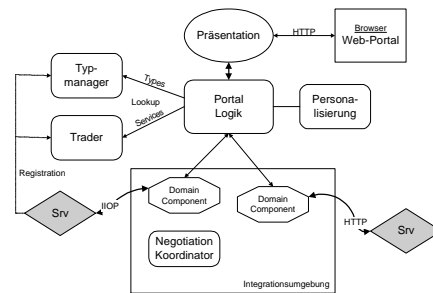 Präsentation
HTTP
Browser
Web-Portal
Typ-
manager
Types
Lookup
Services
Portal
Logik
Persona-
lisierung
Trader
Registration
Srv
IIOP
Domain
Component
Domain
Component
HTTP
Srv
Negotiation
Koordinator
Integrationsumgebung